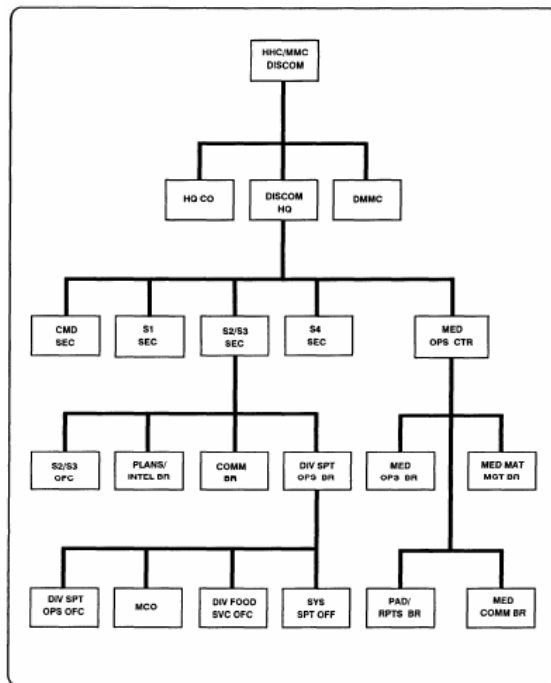 HHC/MMC
DISCOM
HQ CO
DISCOM
HQ
DMMC
CMD
SEC
S1
SEC
S2/S3
SEC
S4
SEC
MED
OPS CTR
S2/S3
OFC
PLANS/
INTEL BR
COMM
BR
DIV SPT
OPS BR
MED
OPS BR
MED MAT
MGT BR
DIV SPT
OPS OFC
MCO
DIV FOOD
SVC OFC
SYS
SPT OFF
PAD/
RPTS BR
MED
COMM BR